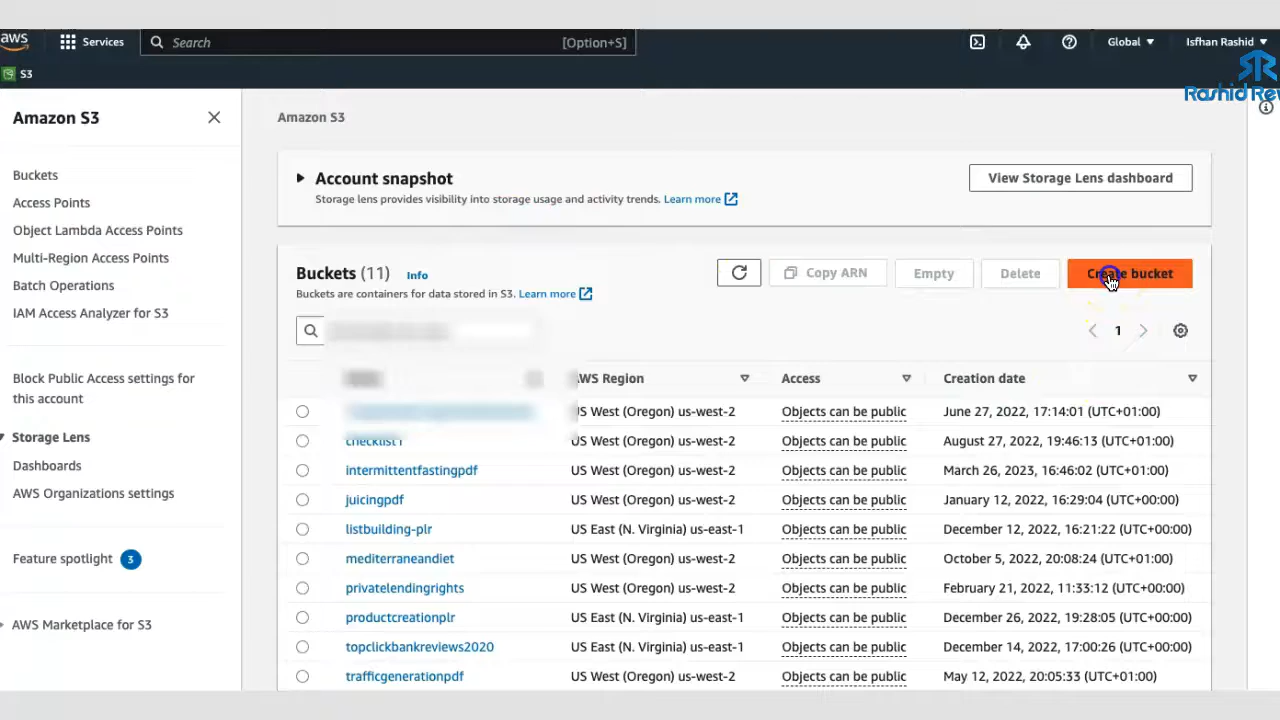 aws
Services
Search
[Option+S]
Global
Isfhan Rashid
S3
SR
Rashid Rev
Amazon S3
Buckets
Access Points
Object Lambda Access Points
Multi-Region Access Points
Batch Operations
IAM Access Analyzer for S3
Block Public Access settings for
this account
Storage Lens
Dashboards
AWS Organizations settings
Feature spotlight 3
AWS Marketplace for S3
Amazon S3
Account snapshot
View Storage Lens dashboard
Storage lens provides visibility into storage usage and activity trends. Learn more
Buckets (11) Info
Copy ARN
Empty
Delete
Create bucket
Buckets are containers for data stored in S3. Learn more
1
AWS Region Access Creation date
US West (Oregon) us-west-2 Objects can be public June 27, 2022, 17:14:01 (UTC+01:00)
checklist1 US West (Oregon) us-west-2 Objects can be public August 27, 2022, 19:46:13 (UTC+01:00)
intermittentfastingpdf US West (Oregon) us-west-2 Objects can be public March 26, 2023, 16:46:02 (UTC+01:00)
juicingpdf US West (Oregon) us-west-2 Objects can be public January 12, 2022, 16:29:04 (UTC+00:00)
listbuilding-plr US East (N. Virginia) us-east-1 Objects can be public December 12, 2022, 16:21:22 (UTC+00:00)
mediterraneandiet US West (Oregon) us-west-2 Objects can be public October 5, 2022, 20:08:24 (UTC+01:00)
privatelendingrights US West (Oregon) us-west-2 Objects can be public February 21, 2022, 11:33:12 (UTC+00:00)
productcreationplr US East (N. Virginia) us-east-1 Objects can be public December 26, 2022, 19:28:05 (UTC+00:00)
topclickbankreviews2020 US East (N. Virginia) us-east-1 Objects can be public December 14, 2022, 17:00:26 (UTC+00:00)
trafficgenerationpdf US West (Oregon) us-west-2 Objects can be public May 12, 2022, 20:05:33 (UTC+01:00)